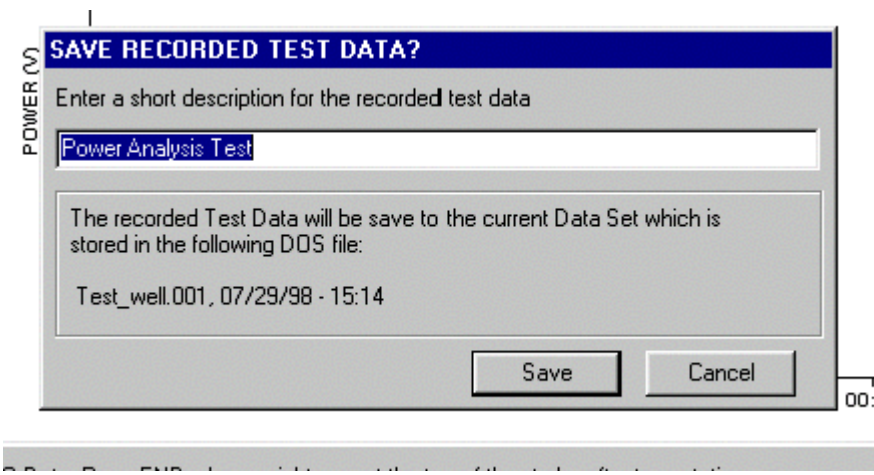 SAVE RECORDED TEST DATA?
POWER
Enter a short description for the recorded test data
Power Analysis Test
The recorded Test Data will be save to the current Data Set which is
stored in the following DOS file:
Test_well.001, 07/29/98 - 15:14
Save Cancel
00: